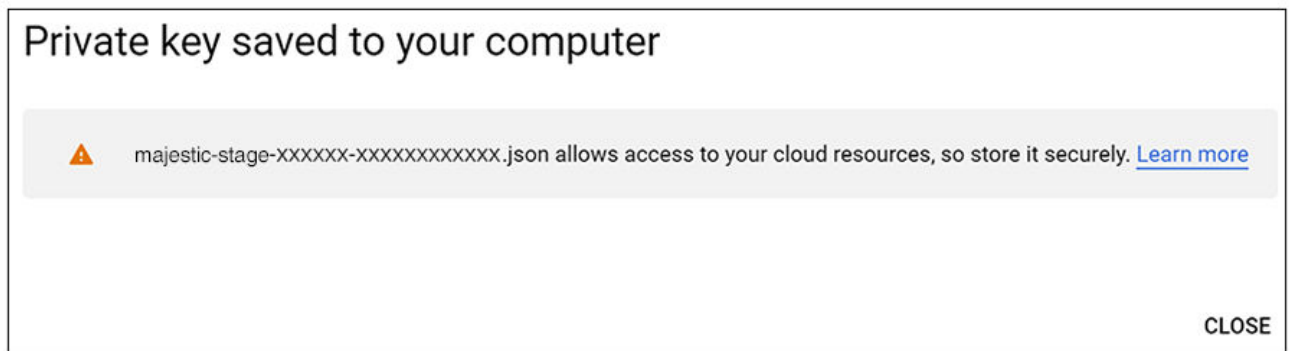 Private key saved to your computer
majestic-stage-XXXXXX-XXXXXXXXXXXX.json allows access to your cloud resources, so store it securely. Learn more
CLOSE